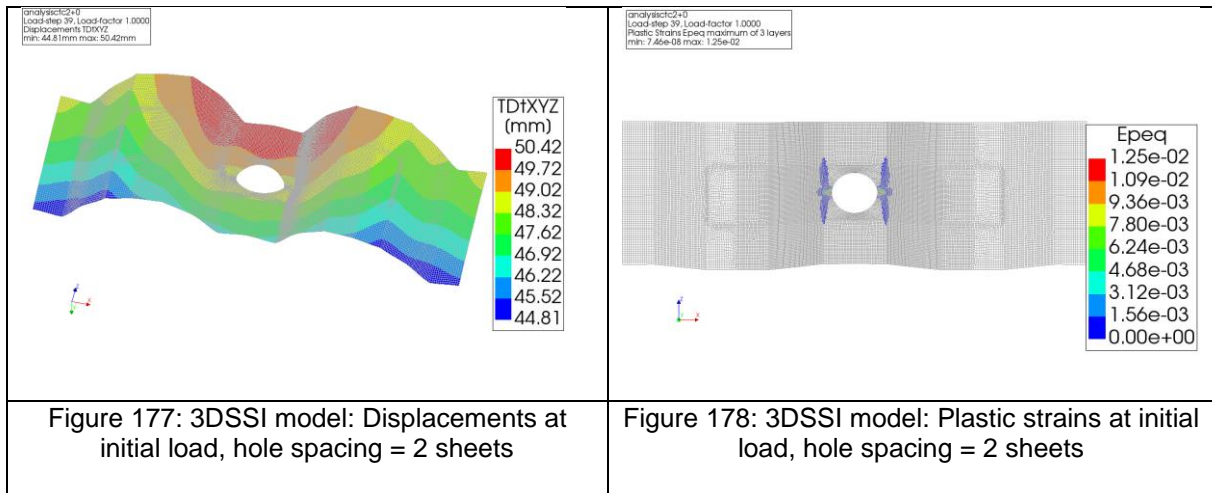 analysisctc2+0
Load-step 39, Load-factor 1.0000
Displacements TDtXYZ
min: 44.81mm max: 50.42mm
TDtXYZ
(mm)
50.42
49.72
49.02
48.32
47.62
46.92
46.22
45.52
44.81
Figure 177: 3DSSI model: Displacements at
initial load, hole spacing = 2 sheets
analysisctc2+0
Load-step 39, Load-factor 1.0000
Plastic Strains Epeq maximum of 3 layers
min: 7.46e-08 max: 1.25e-02
Epeq
1.25e-02
1.09e-02
9.36e-03
7.80e-03
6.24e-03
4.68e-03
3.12e-03
1.56e-03
0.00e+00
Figure 178: 3DSSI model: Plastic strains at initial
load, hole spacing = 2 sheets